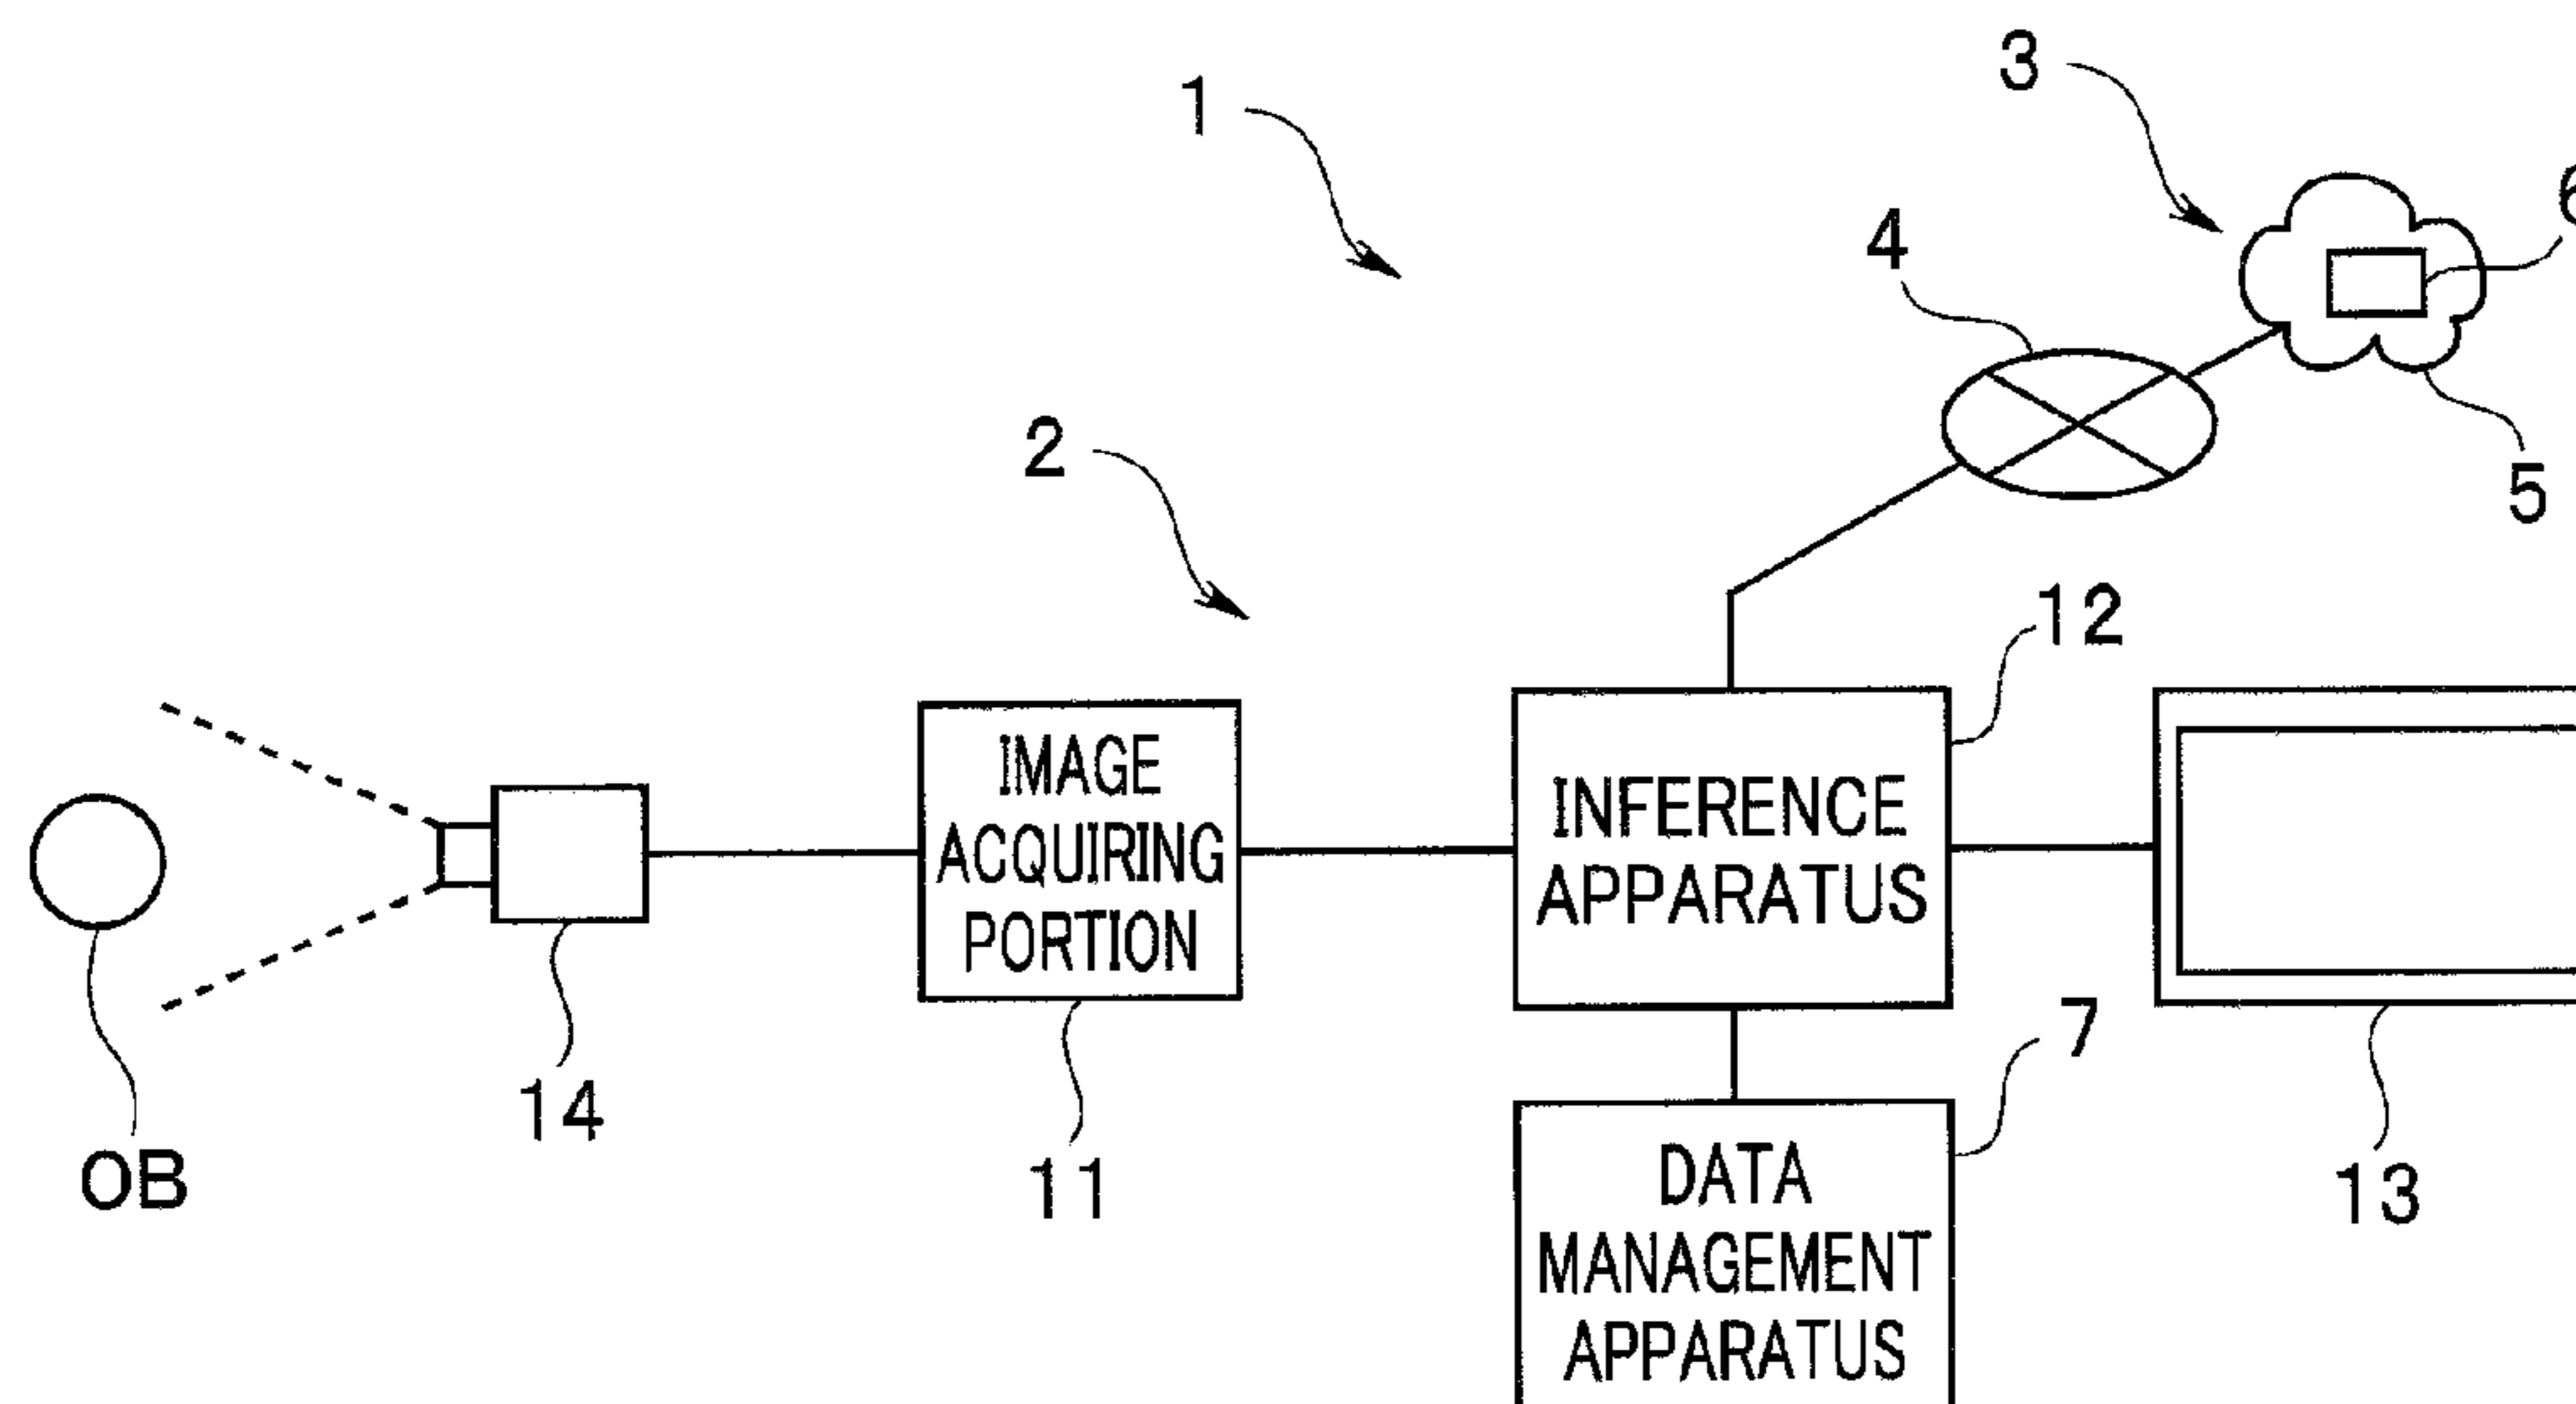 3
1
6
4
2
5
12
IMAGE
ACQUIRING
PORTION
INFERENCE
APPARATUS
7
14
11
OB
13
DATA
MANAGEMENT
APPARATUS